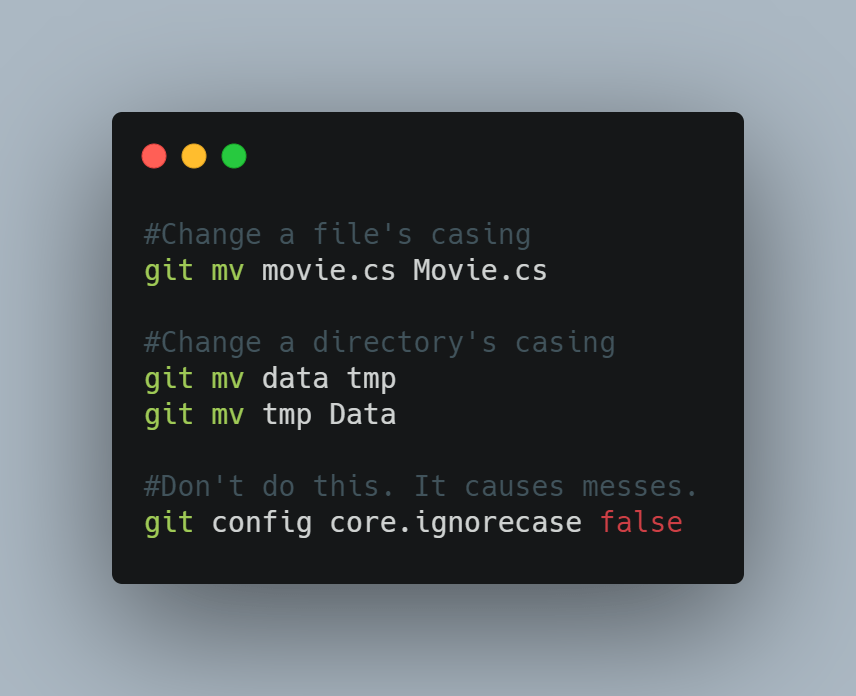 #Change a file's casing
git mv movie.cs Movie.cs
#Change a directory's casing
git mv data tmp
git mv tmp Data
#Don't do this. It causes messes.
git config core.ignorecase false